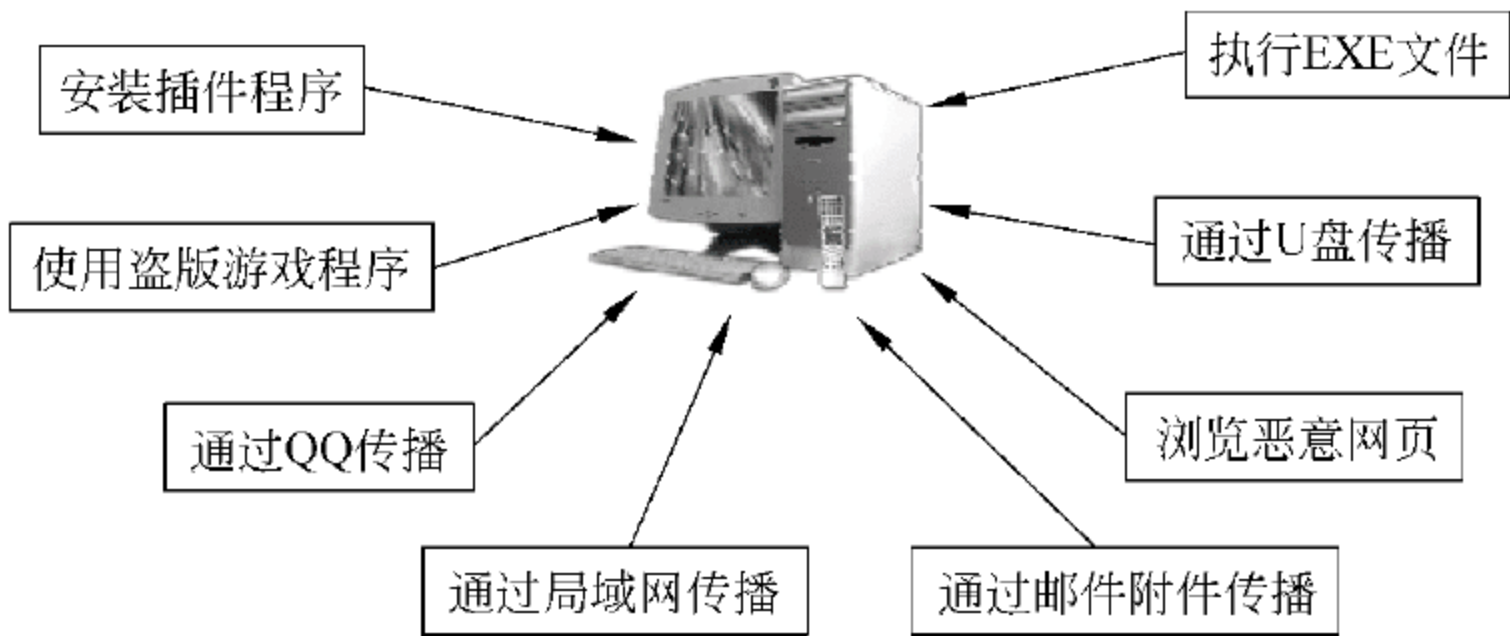 执行EXE文件
安装插件程序
通过U盘传播
使用盗版游戏程序
浏览恶意网页
通过QQ传播
通过局域网传播
通过邮件附件传播